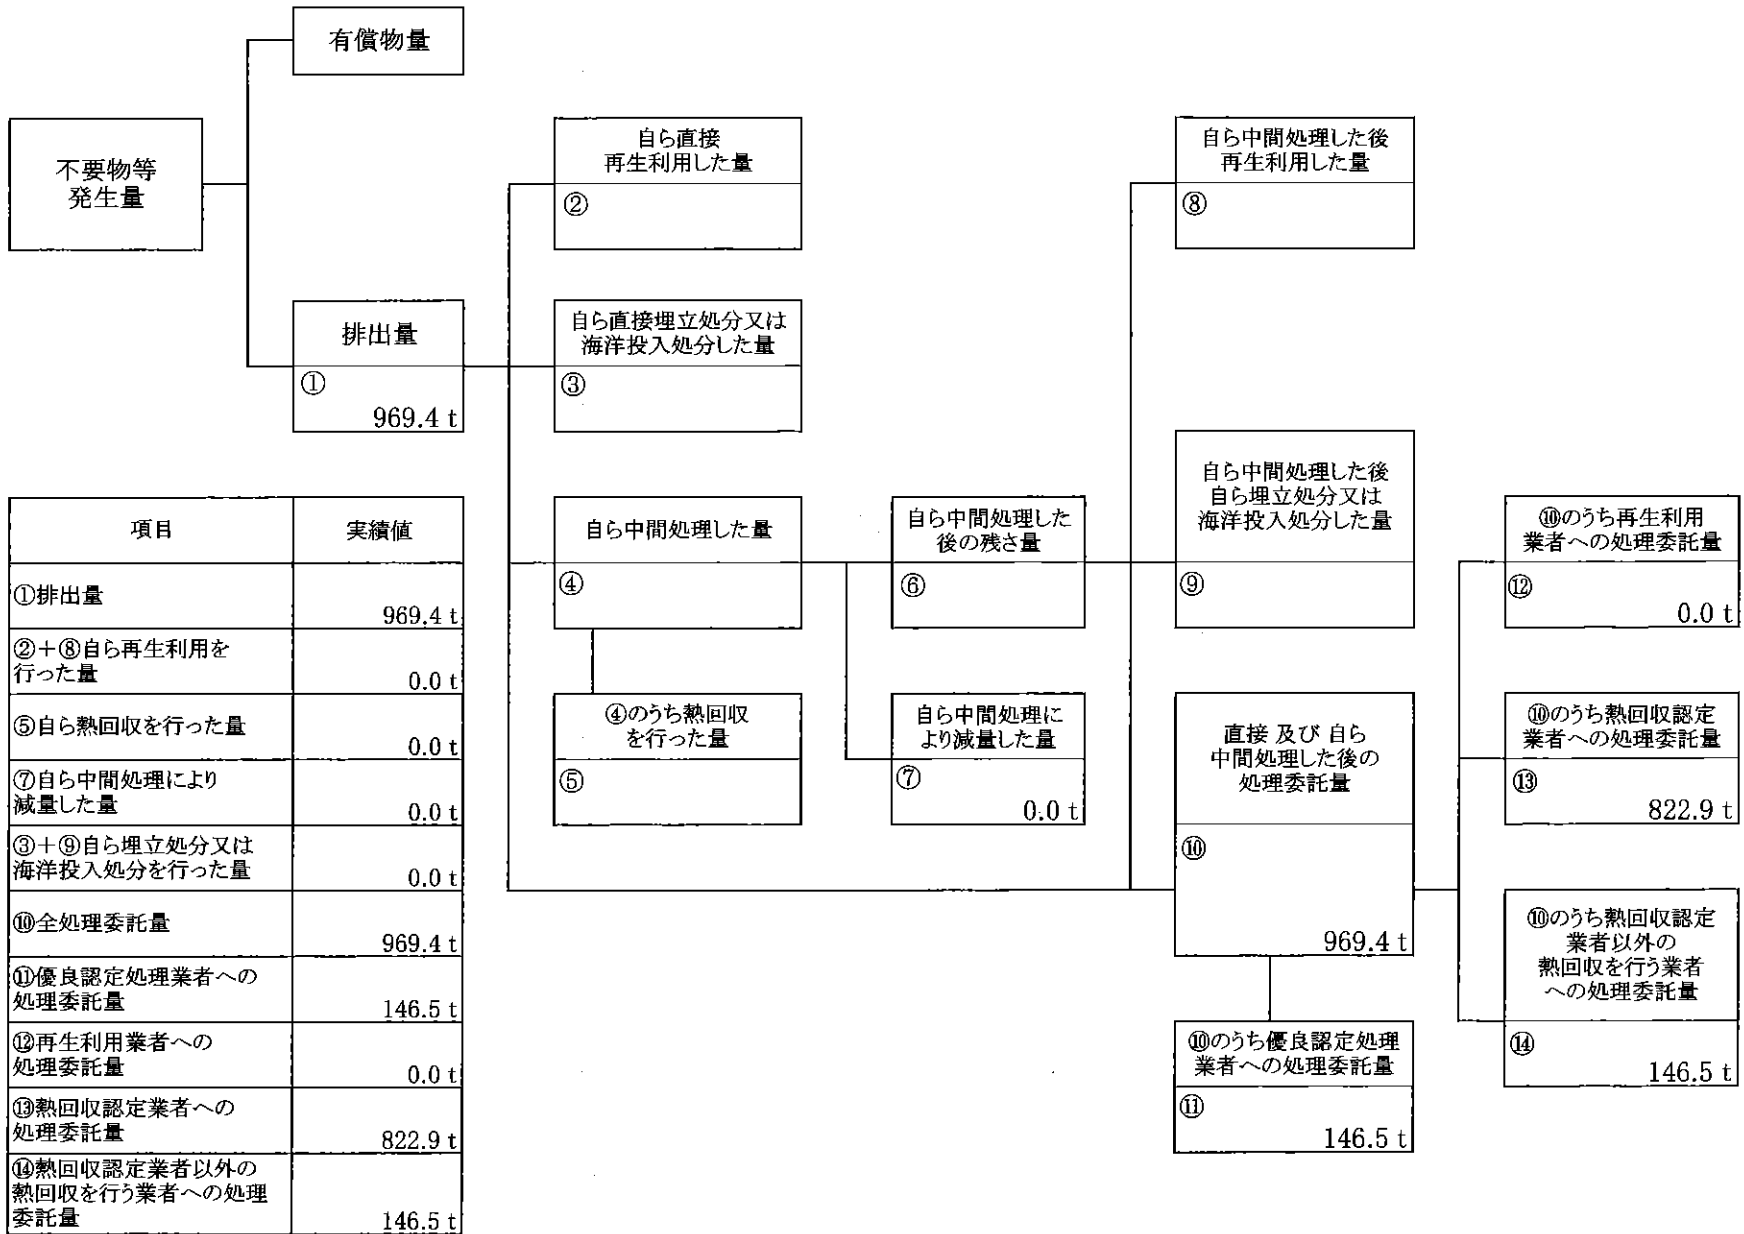 有償物量
不要物等
発生量
自ら直接
再生利用した量
②
自ら中間処理した後
再生利用した量
⑧
排出量
①
969.4 t
自ら直接埋立処分又は
海洋投入処分した量
③
自ら中間処理した量
④
自ら中間処理した
後の残さ量
⑥
自ら中間処理した後
自ら埋立処分又は
海洋投入処分した量
⑨
⑩のうち再生利用
業者への処理委託量
⑫
0.0 t
④のうち熱回収
を行った量
⑤
自ら中間処理に
より減量した量
⑦
0.0 t
直接 及び 自ら
中間処理した後の
処理委託量
⑩
969.4 t
⑩のうち熱回収認定
業者への処理委託量
⑬
822.9 t
⑩のうち熱回収認定
業者以外の
熱回収を行う業者
への処理委託量
⑭
146.5 t
⑩のうち優良認定処理
業者への処理委託量
⑪
146.5 t
項目 実績値
①排出量
969.4 t
②+⑧自ら再生利用を
行った量
0.0 t
⑤自ら熱回収を行った量
0.0 t
⑦自ら中間処理により
減量した量
0.0 t
③+⑨自ら埋立処分又は
海洋投入処分を行った量
0.0 t
⑩全処理委託量
969.4 t
⑪優良認定処理業者への
処理委託量
146.5 t
⑫再生利用業者への
処理委託量
0.0 t
⑬熱回収認定業者への
処理委託量
822.9 t
⑭熱回収認定業者以外の
熱回収を行う業者への処理
委託量
146.5 t